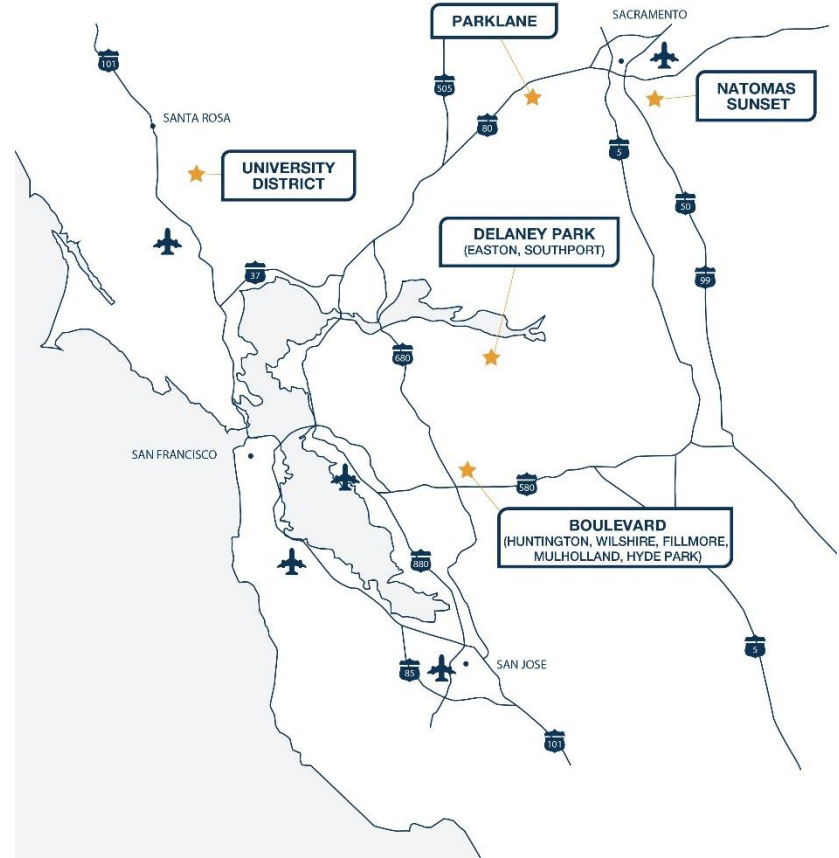 PARKLANE
SACRAMENTO
101
505
NATOMAS
SUNSET
80
SANTA ROSA
5
UNIVERSITY
DISTRICT
50
DELANEY PARK
(EASTON, SOUTHPORT)
37
99
680
SAN FRANCISCO
580
BOULEVARD
(HUNTINGTON, WILSHIRE, FILLMORE,
MULHOLLAND, HYDE PARK)
880
5
SAN JOSE
85
101